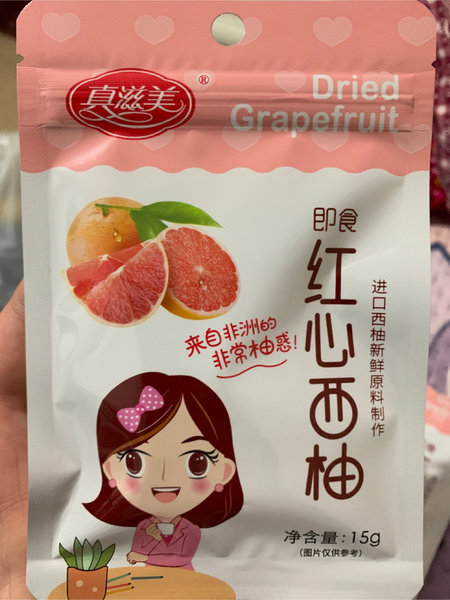 真滋美®
Dried
Grapefruit
即食
红心西柚
进口西柚新鲜原料制作
来自非洲的
非常柚惑!
净含量:15g
(图片仅供参考)